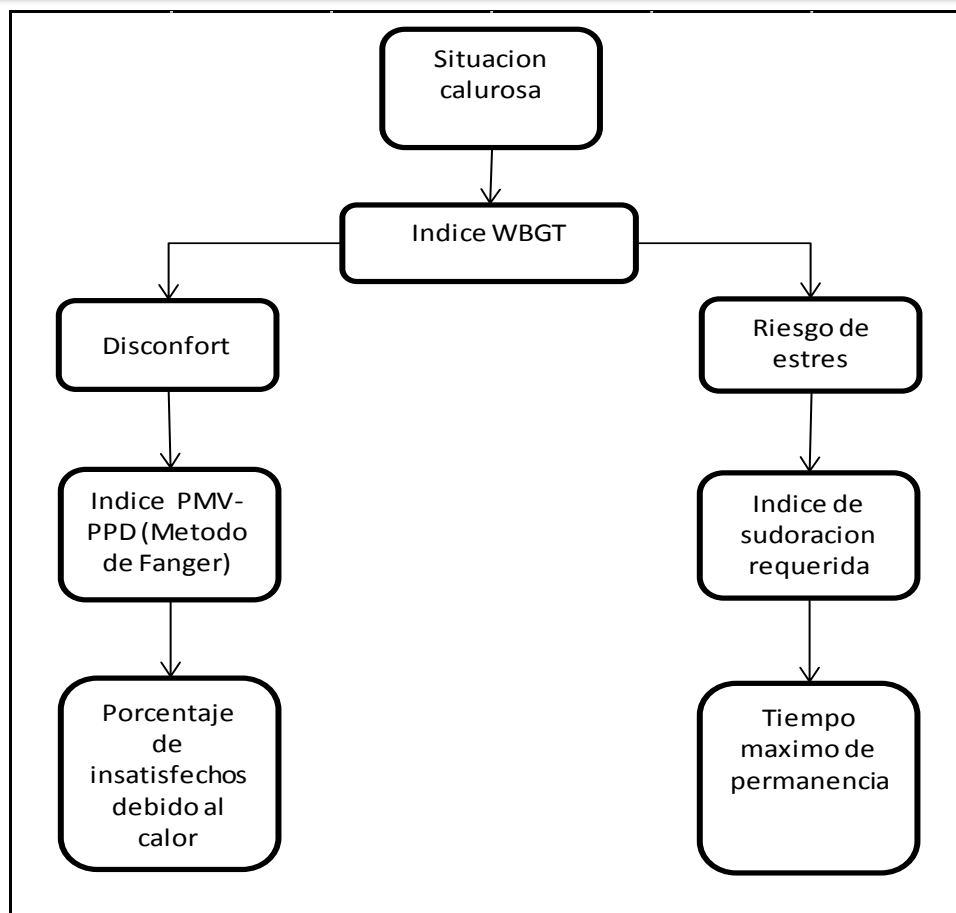 Situacion
calurosa
Indice WBGT
Disconfort
Riesgo de
estres
Indice PMV-
PPD (Metodo
de Fanger)
Indice de
sudoracion
requerida
Porcentaje
de
insatisfechos
debido al
calor
Tiempo
maximo de
permanencia